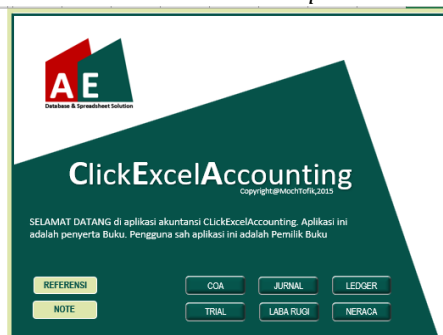 AE
Database & Spreadsheet Solution
ClickExcelAccounting
Copyright@MochTofik,2015
SELAMAT DATANG di aplikasi akuntansi CLickExcelAccounting. Aplikasi ini
adalah penyerta Buku. Pengguna sah aplikasi ini adalah Pemilik Buku
REFERENSI COA JURNAL LEDGER
NOTE TRIAL LABA RUGI NERACA